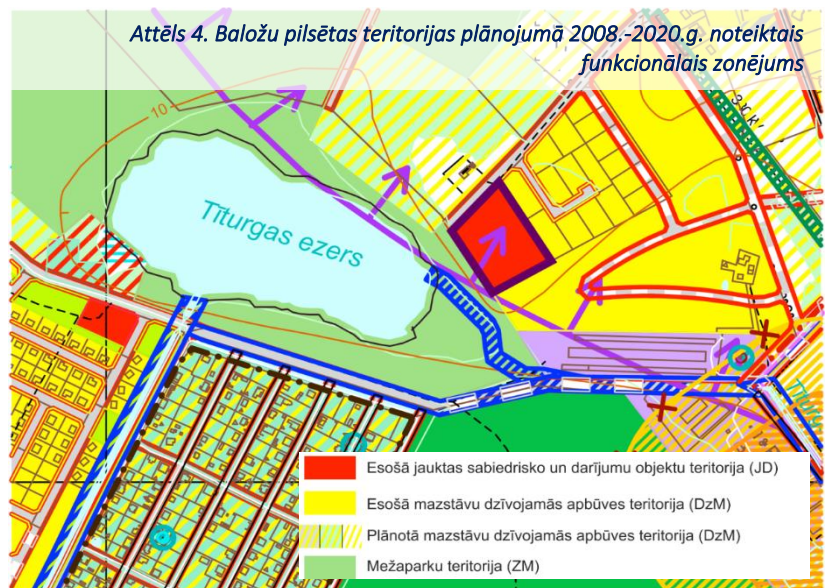 Attēls 4. Baložu pilsētas teritorijas plānojumā 2008.-2020.g. noteiktais
funkcionālais zonējums
10
Tīturgas ezers
Esošā jauktas sabiedrisko un darījumu objektu teritorija (JD)
Esošā mazstāvu dzīvojamās apbūves teritorija (DzM)
Plānotā mazstāvu dzīvojamās apbūves teritorija (DzM)
Mežaparku teritorija (ZM)